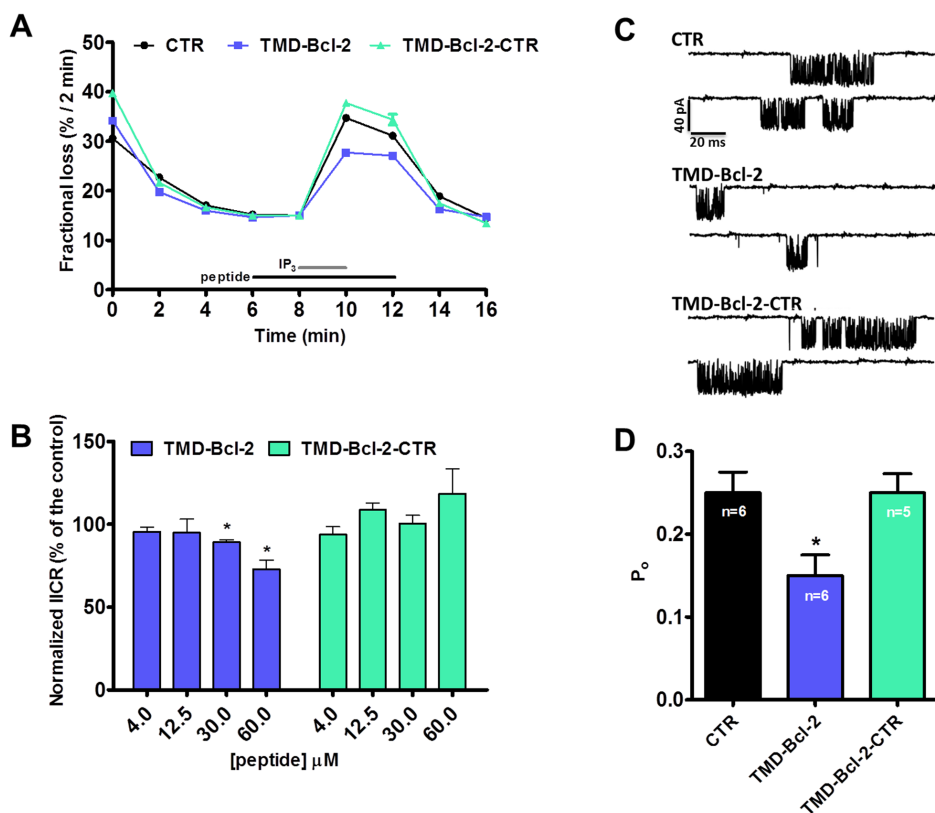 A
CTR TMD-Bcl-2 TMD-Bcl-2-CTR
Fractional loss (% / 2 min)
50
40
30
20
10
0
IP3
peptide
0 2 4 6 8 10 12 14 16
Time (min)
B
TMD-Bcl-2 TMD-Bcl-2-CTR
Normalized IICR (% of the control)
150
100
50
0
* *
4.0 12.5 30.0 60.0 4.0 12.5 30.0 60.0
[peptide] μM
C
CTR
40 pA
20 ms
TMD-Bcl-2
TMD-Bcl-2-CTR
D
Po
0.3
0.2
0.1
0.0
n=6
*
n=6
n=5
CTR
TMD-Bcl-2
TMD-Bcl-2-CTR